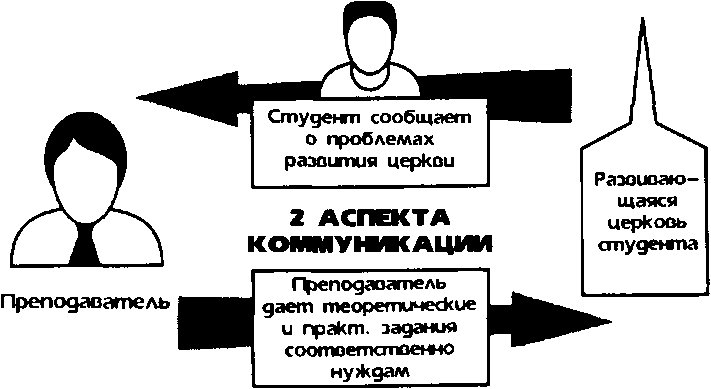 Студент сообщает
о проблемах
развития церкви
Развиваю-
щаяся
церковь
студента
2 АСПЕКТА
КОММУНИКАЦИИ
Преподаватель
Преподаватель
дает теоретические
и практ. задания
соответственно
нуждам